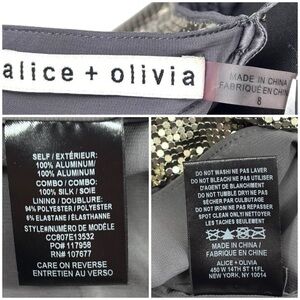 alice + olivia
MADE IN CHINA
FABRIQUÉ EN CHINE
8
SELF / EXTÉRIEUR:
100% ALUMINUM/
100% ALUMINUM
COMBO / COMBO:
100% SILK / SOIE
LINING / DOUBLURE:
94% POLYESTER / POLYESTER
6% ELASTANE / ÉLASTHANNE
STYLE#NUMÉRO DE MODÈLE
CC807E13532
PO# 117958
RN# 107677
CARE ON REVERSE
ENTRETIEN AU VERSO
DO NOT WASH/NE PAS LAVER
DO NOT BLEACH/NE PAS UTILISER
D'AGENT DE BLANCHIMENT
DO NOT TUMBLE DRY/NE PAS
SÉCHER PAR CULBUTAGE
DO NOT IRON/NE PAS REPASSER
SPOT CLEAN ONLY/NETTOYER
LES TACHES SEULEMENT
MADE IN CHINA /
FABRIQUÉ EN CHINE
ALICE + OLIVIA
450 W 14TH ST 11FL
NEW YORK, NY 10014